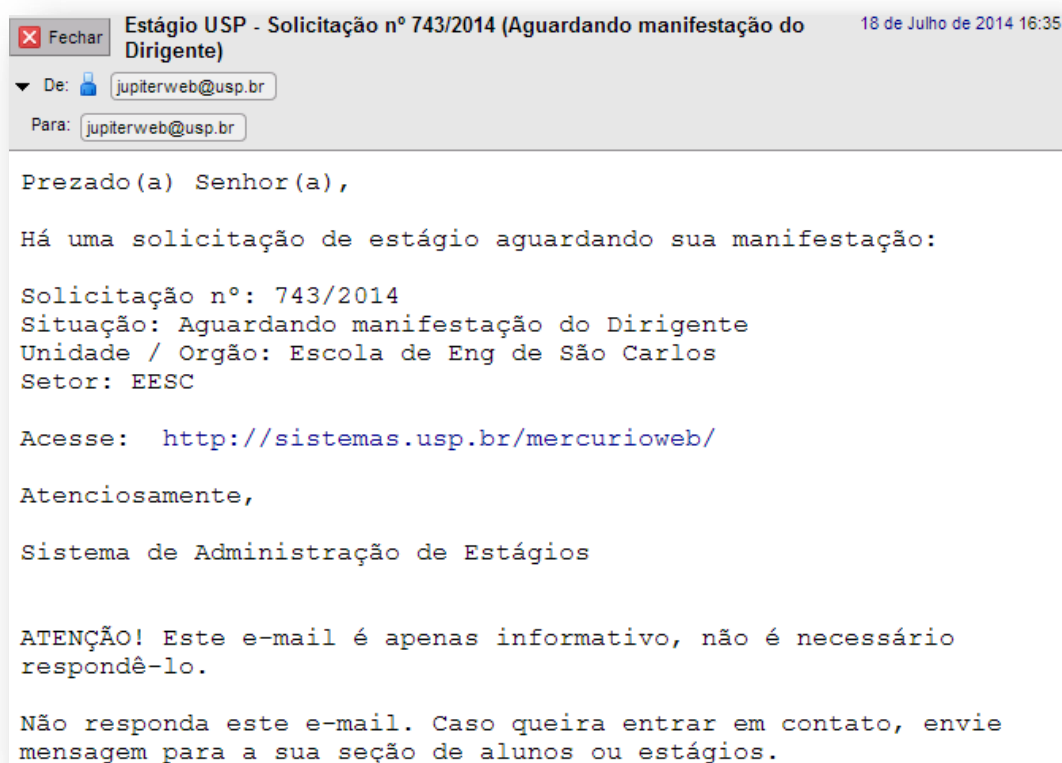 Fechar
Estágio USP - Solicitação nº 743/2014 (Aguardando manifestação do
Dirigente)
18 de Julho de 2014 16:35
De: jupiterweb@usp.br
Para: jupiterweb@usp.br
Prezado(a) Senhor(a),
Há uma solicitação de estágio aguardando sua manifestação:
Solicitação nº: 743/2014
Situação: Aguardando manifestação do Dirigente
Unidade / Orgão: Escola de Eng de São Carlos
Setor: EESC
Acesse: http://sistemas.usp.br/mercurioweb/
Atenciosamente,
Sistema de Administração de Estágios
ATENÇÃO! Este e-mail é apenas informativo, não é necessário
respondê-lo.
Não responda este e-mail. Caso queira entrar em contato, envie
mensagem para a sua seção de alunos ou estágios.